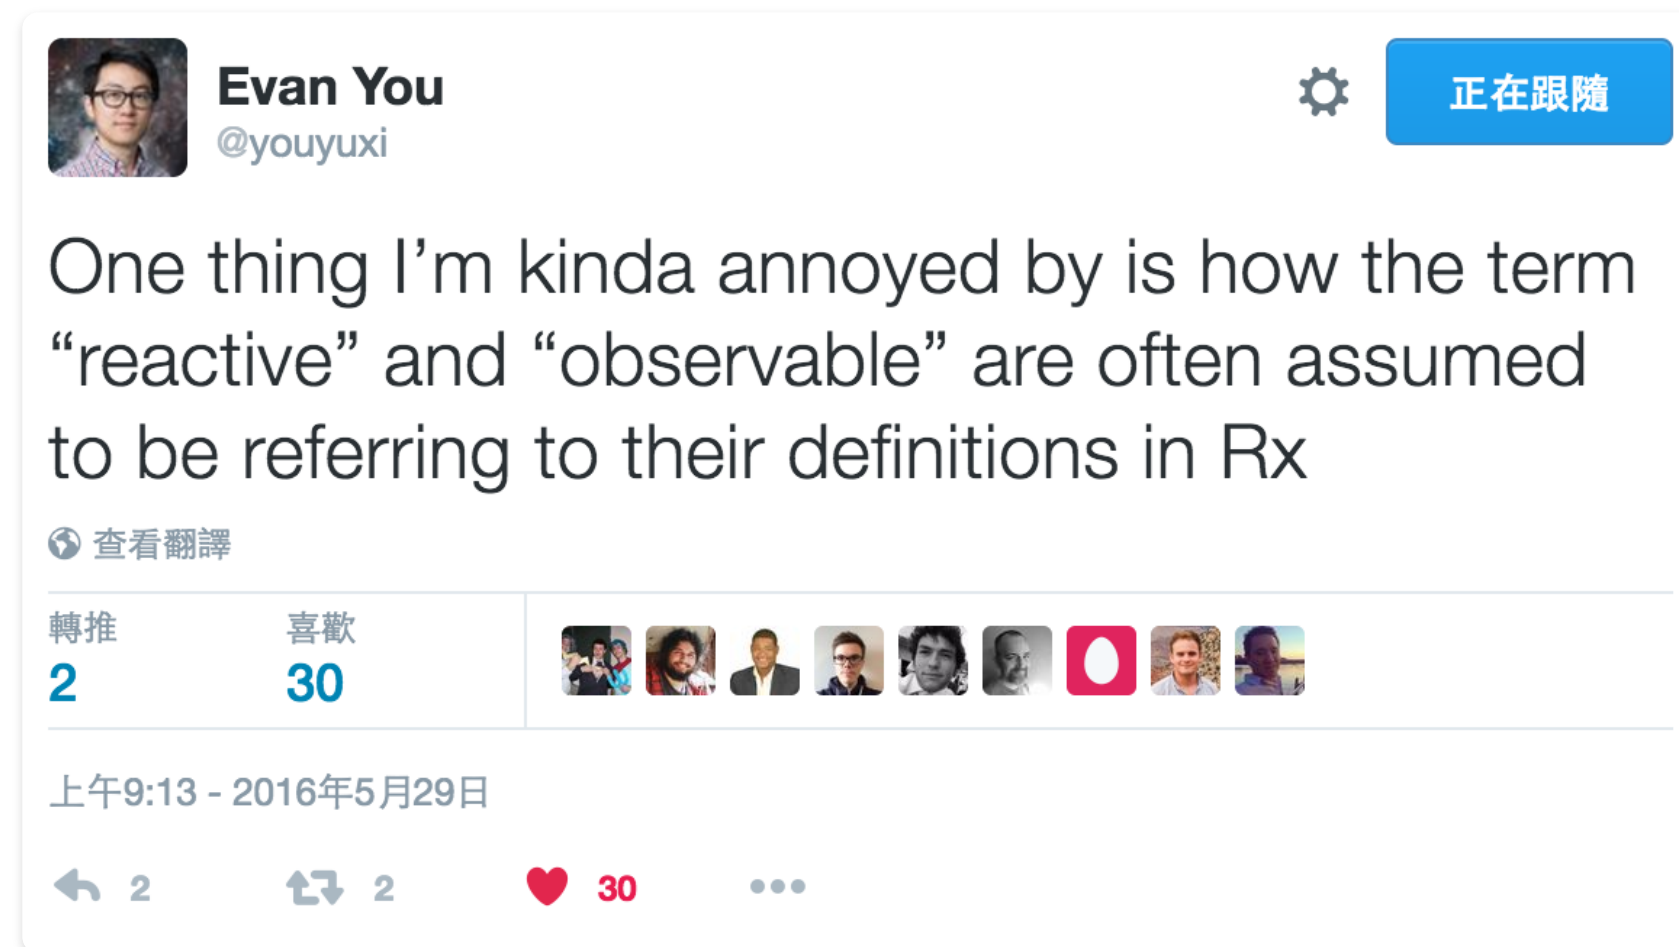 Evan You
@youyuxi
正在跟隨
One thing I’m kinda annoyed by is how the term
“reactive” and “observable” are often assumed
to be referring to their definitions in Rx
查看翻譯
轉推 喜歡
2 30
上午9:13 - 2016年5月29日
2 2 30